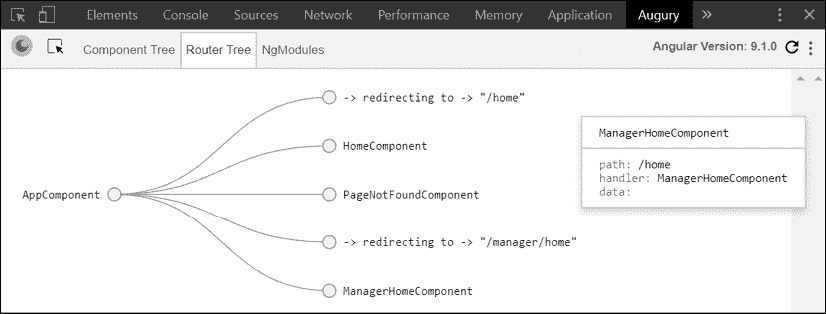 Elements Console Sources Network Performance Memory Application Augury »
Component Tree Router Tree NgModules Angular Version: 9.1.0
-> redirecting to -> "/home"
HomeComponent
AppComponent
PageNotFoundComponent
-> redirecting to -> "/manager/home"
ManagerHomeComponent
ManagerHomeComponent
path: /home
handler: ManagerHomeComponent
data: